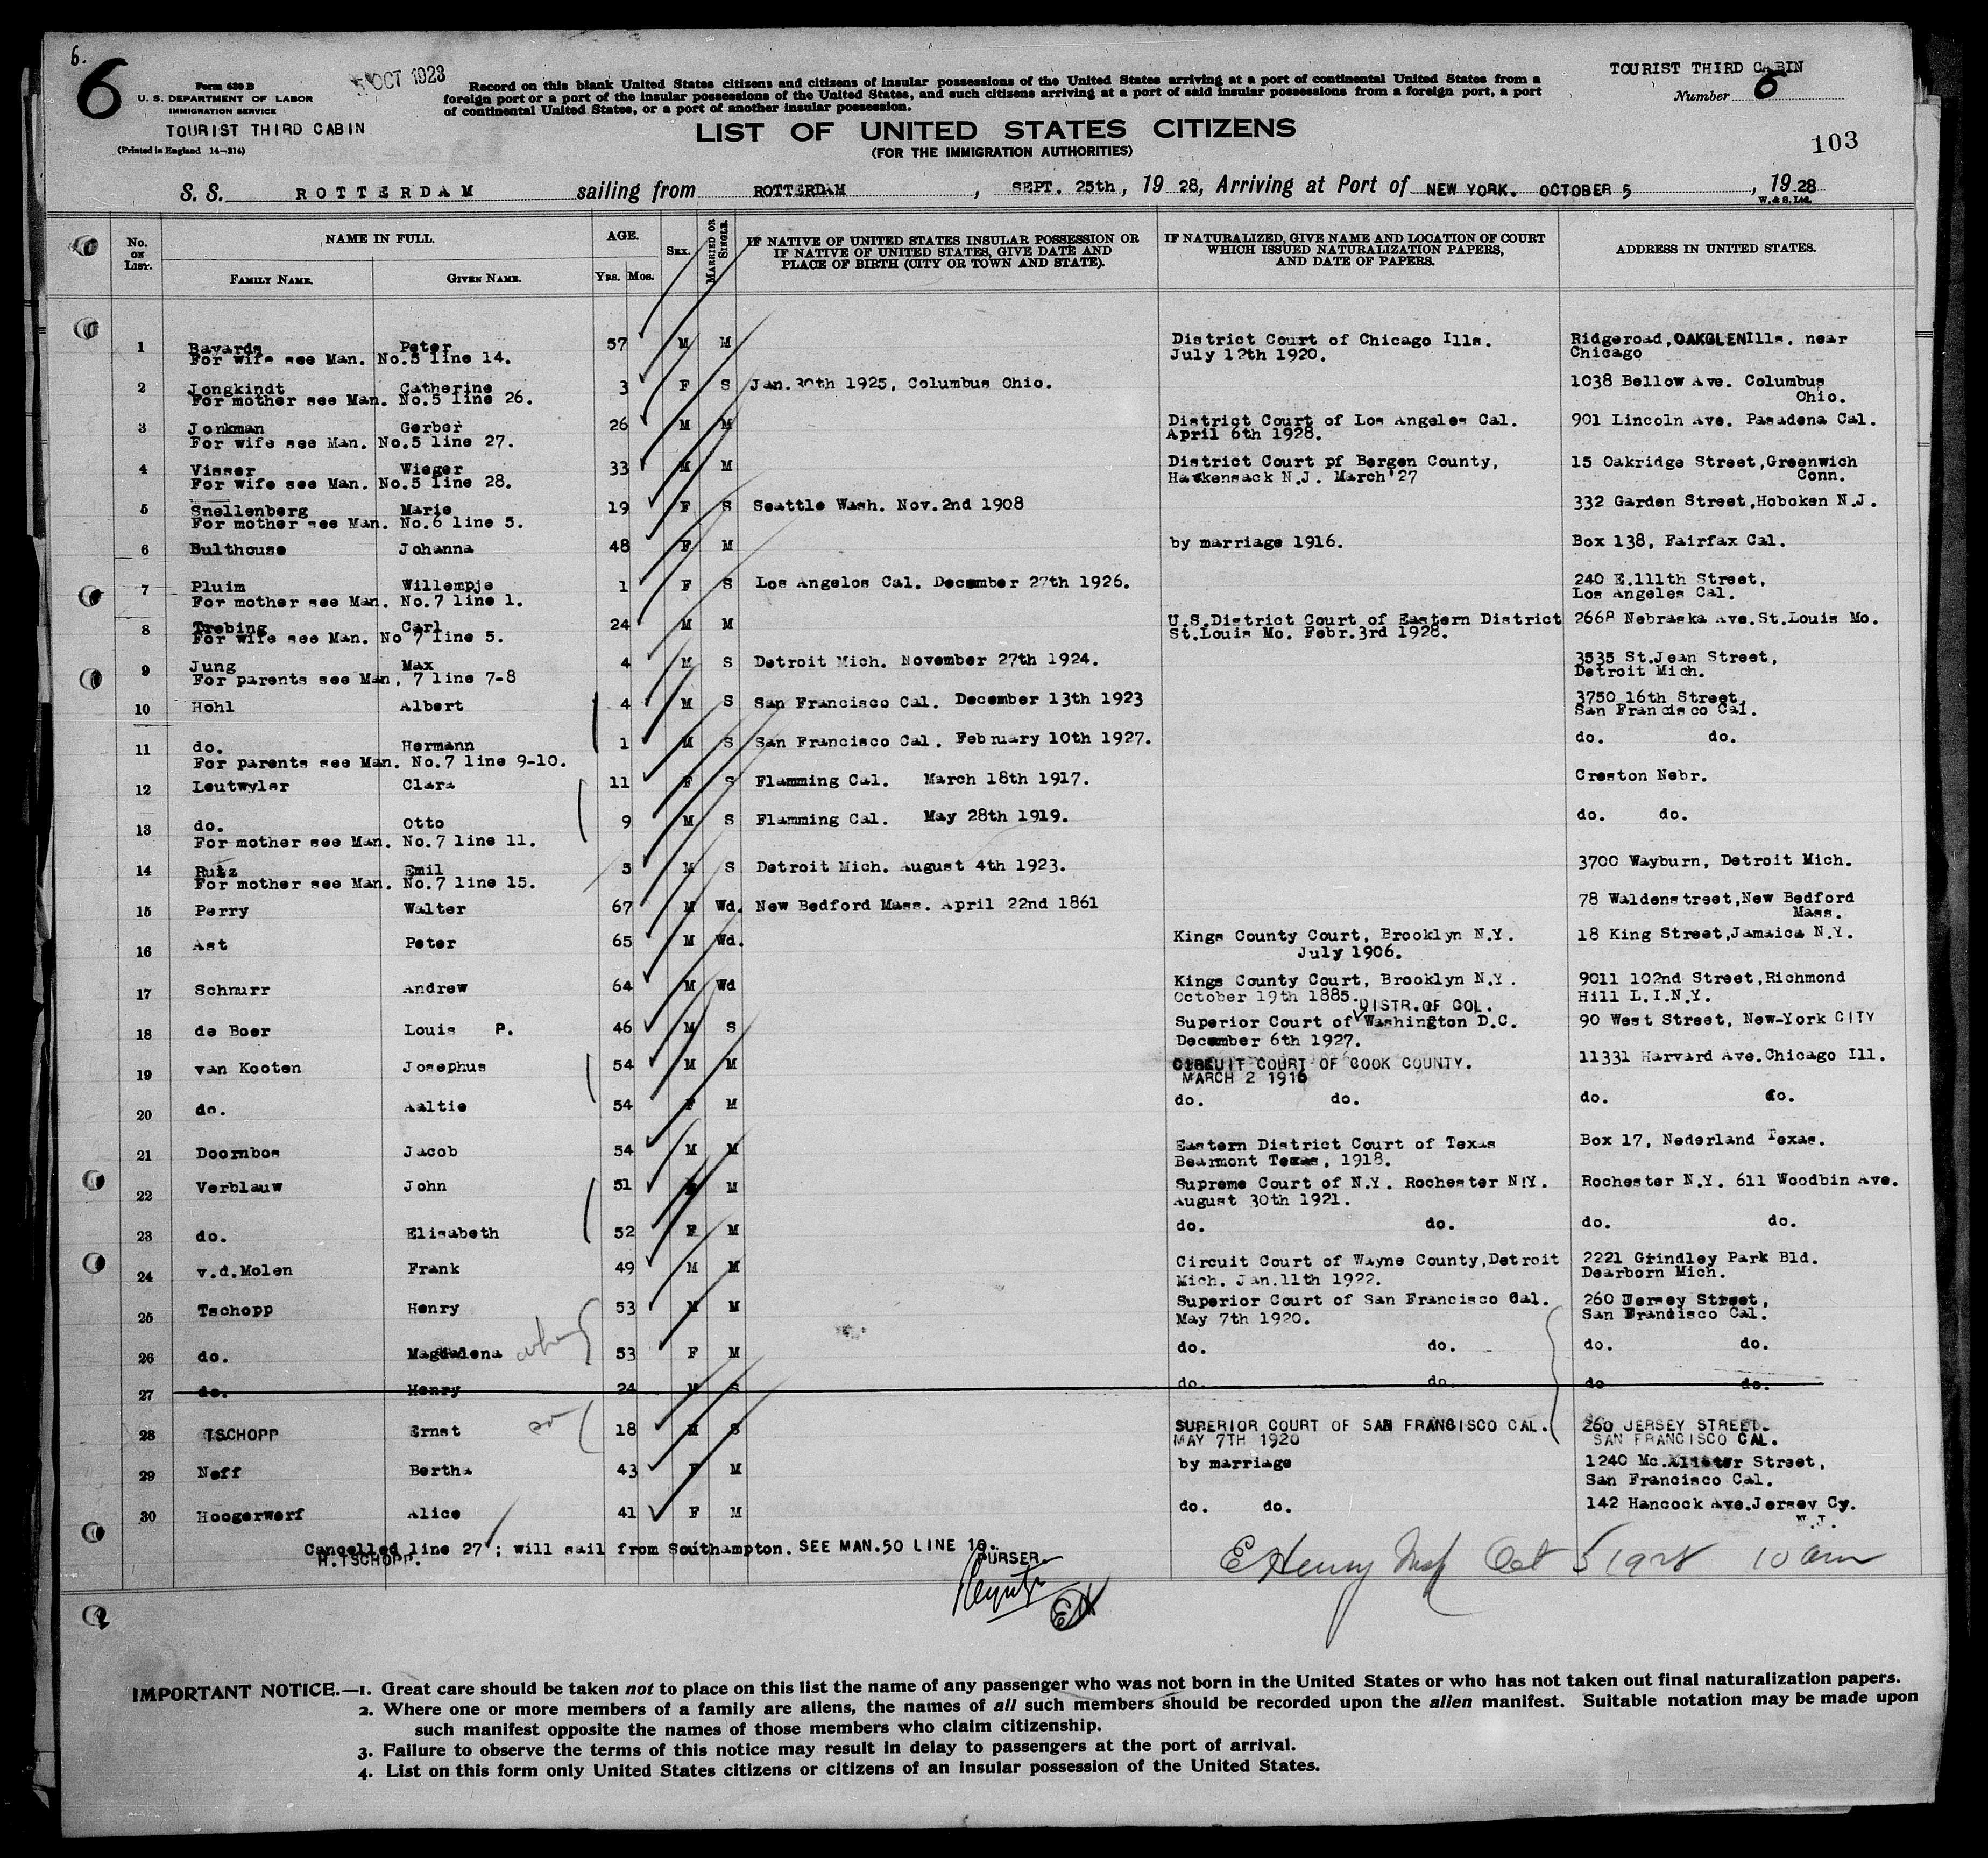 6.
6
Form 630 B
U. S. DEPARTMENT OF LABOR
IMMIGRATION SERVICE
TOURIST THIRD CABIN
(Printed in England 14—214)
5 OCT 1928
Record on this blank United States citizens and citizens of insular possessions of the United States arriving at a port of continental United States from a
foreign port or a port of the insular possessions of the United States, and such citizens arriving at a port of said insular possessions from a foreign port, a port
of continental United States, or a port of another insular possession.
LIST OF UNITED STATES CITIZENS
(FOR THE IMMIGRATION AUTHORITIES)
TOURIST THIRD CABIN
Number 6
103
S. S. ROTTERDAM sailing from ROTTERDAM, SEPT. 25th, 19 28, Arriving at Port of NEW YORK. OCTOBER 5, 19 28
W. & S. Ltd.
No. ON LIST. NAME IN FULL. AGE. SEX. MARRIED OR SINGLE. IF NATIVE OF UNITED STATES INSULAR POSSESSION OR IF NATIVE OF UNITED STATES, GIVE DATE AND PLACE OF BIRTH (CITY OR TOWN AND STATE). IF NATURALIZED, GIVE NAME AND LOCATION OF COURT WHICH ISSUED NATURALIZATION PAPERS, AND DATE OF PAPERS. ADDRESS IN UNITED STATES.
FAMILY NAME. GIVEN NAME. YRS. MOS.
1 Bavards Peter 57 M M District Court of Chicago Ills. Ridgeroad, OAKGLEN Ills. near
For wife see Man. No.5 line 14. July 12th 1920. Chicago
2 Jongkindt Catherine 3 F S Jan.30th 1925, Columbus Ohio. 1038 Bellow Ave. Columbus
For mother see Man. No.5 line 26. Ohio.
3 Jonkman Gerber 26 M M District Court of Los Angeles Cal. 901 Lincoln Ave. Pasadena Cal.
For wife see Man. No.5 line 27. April 6th 1928.
4 Visser Wieger 33 M M District Court pf Bergen County, 15 Oakridge Street,Greenwich
For wife see Man. No.5 line 28. Hackensack N.J. March'27 Conn.
5 Snellenberg Marie 19 F S Seattle Wash. Nov.2nd 1908 332 Garden Street,Hoboken N.J.
For mother see Man. No.6 line 5.
6 Bulthouse Johanna 48 F M by marriage 1916. Box 138, Fairfax Cal.
7 Pluim Willempje 1 F S Los Angelos Cal. December 27th 1926. 240 E.111th Street,
For mother see Man. No.7 line 1. Los Angeles Cal.
8 Trebing Carl 24 M M U.S.District Court of Eastern District 2668 Nebraska Ave.St.Louis Mo.
For wife see Man. No 7 line 5. St.Louis Mo. Febr.3rd 1928.
9 Jung Max 4 M S Detroit Mich. November 27th 1924. 3535 St.Jean Street,
For parents see Man. 7 line 7-8 Detroit Mich.
10 Hohl Albert 4 M S San Francisco Cal. December 13th 1923 3750 16th Street,
San Francisco Cal.
11 do. Hermann 1 M S San Francisco Cal. February 10th 1927. do. do.
For parents see Man. No.7 line 9-10.
12 Leutwyler Clara 11 F S Flamming Cal. March 18th 1917. Creston Nebr.
13 do. Otto 9 M S Flamming Cal. May 28th 1919. do. do.
For mother see Man. No.7 line 11.
14 Rutz Emil 5 M S Detroit Mich. August 4th 1923. 3700 Wayburn, Detroit Mich.
For mother see Man. No.7 line 15.
15 Perry Walter 67 M Wd. New Bedford Mass. April 22nd 1861 78 Waldenstreet,New Bedford
Mass.
16 Ast Peter 65 M Wd. Kings County Court, Brooklyn N.Y. 18 King Street,Jamaica N.Y.
July 1906.
17 Schnurr Andrew 64 M Wd Kings County Court, Brooklyn N.Y. 9011 102nd Street,Richmond
October 19th 1885. Hill L.I.N.Y.
DISTR.OF COL.
18 de Boer Louis P. 46 M S Superior Court of Washington D.C. 90 West Street, New-York CITY
December 6th 1927.
19 van Kooten Josephus 54 M M CIRCUIT COURT OF COOK COUNTY. 11331 Harvard Ave.Chicago Ill.
MARCH 2 1916
20 do. Aaltie 54 F M do. do. do. do.
21 Doornbos Jacob 54 M M Eastern District Court of Texas Box 17, Nederland Texas.
Bearmont Texas, 1918.
22 Verblauw John 51 M Supreme Court of N.Y. Rochester N.Y. Rochester N.Y. 611 Woodbin Ave.
August 30th 1921.
23 do. Elisabeth 52 F M do. do. do. do.
24 v.d.Molen Frank 49 M M Circuit Court of Wayne County,Detroit 2221 Grindley Park Bld.
Mich. Jan.11th 1922. Dearborn Mich.
25 Tschopp Henry 53 M M Superior Court of San Francisco Cal. 260 Jersey Street,
May 7th 1920. San Francisco Cal.
26 do. Magdalena 53 F M do. do. do. do.
27 do. Henry 24 M S do. do. do do.
28 TSCHOPP Ernst 18 M S SUPERIOR COURT OF SAN FRANCISCO CAL. 260 JERSEY STREET.
MAY 7TH 1920 SAN FRANCISCO CAL.
29 Neff Bertha 43 F M by marriage 1240 Mc.Alister Street,
San Francisco Cal.
30 Hoogerwerf Alice 41 F M do. do. 142 Hancock Ave.Jersey Cy.
N.J.
Cancelled line 27; will sail from Southampton. SEE MAN.50 LINE 10.
H.TSCHOPP. PURSER.
E Henry Insp Oct 5 1928 10 am
EH
IMPORTANT NOTICE.—1. Great care should be taken not to place on this list the name of any passenger who was not born in the United States or who has not taken out final naturalization papers.
2. Where one or more members of a family are aliens, the names of all such members should be recorded upon the alien manifest. Suitable notation may be made upon
such manifest opposite the names of those members who claim citizenship.
3. Failure to observe the terms of this notice may result in delay to passengers at the port of arrival.
4. List on this form only United States citizens or citizens of an insular possession of the United States.